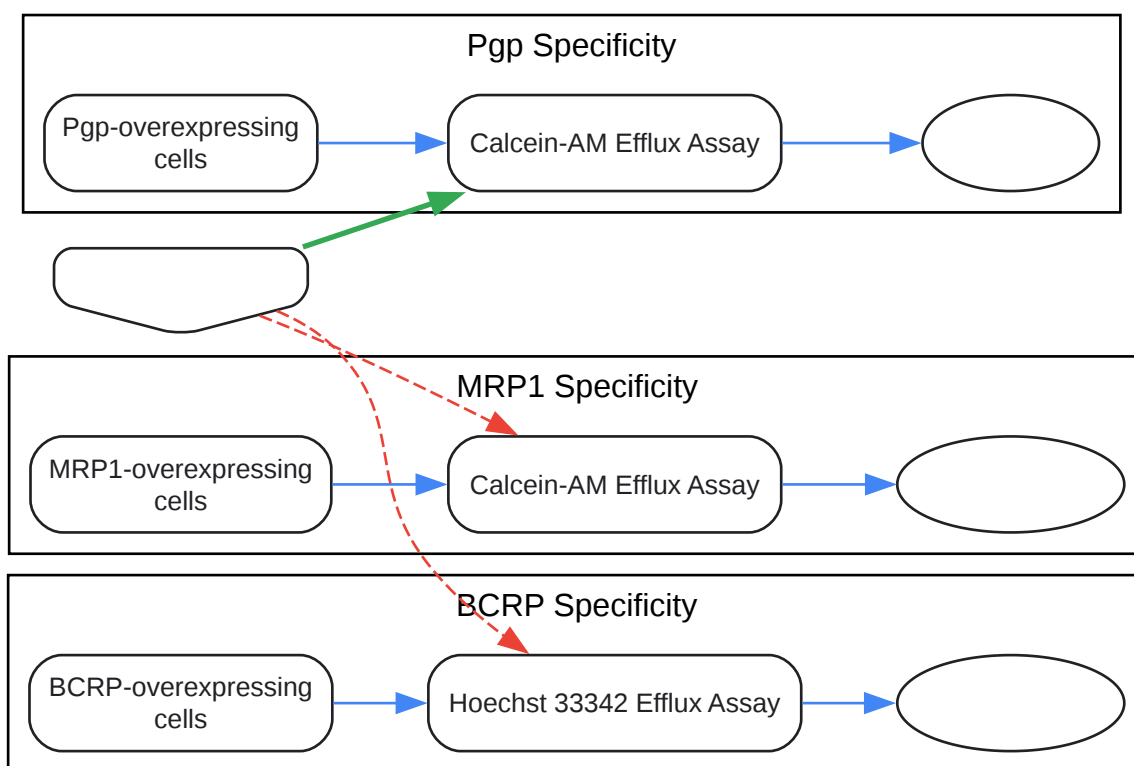 Pgp Specificity
Pgp-overexpressing
cells
Calcein-AM Efflux Assay
MRP1 Specificity
MRP1-overexpressing
cells
Calcein-AM Efflux Assay
BCRP Specificity
BCRP-overexpressing
cells
Hoechst 33342 Efflux Assay